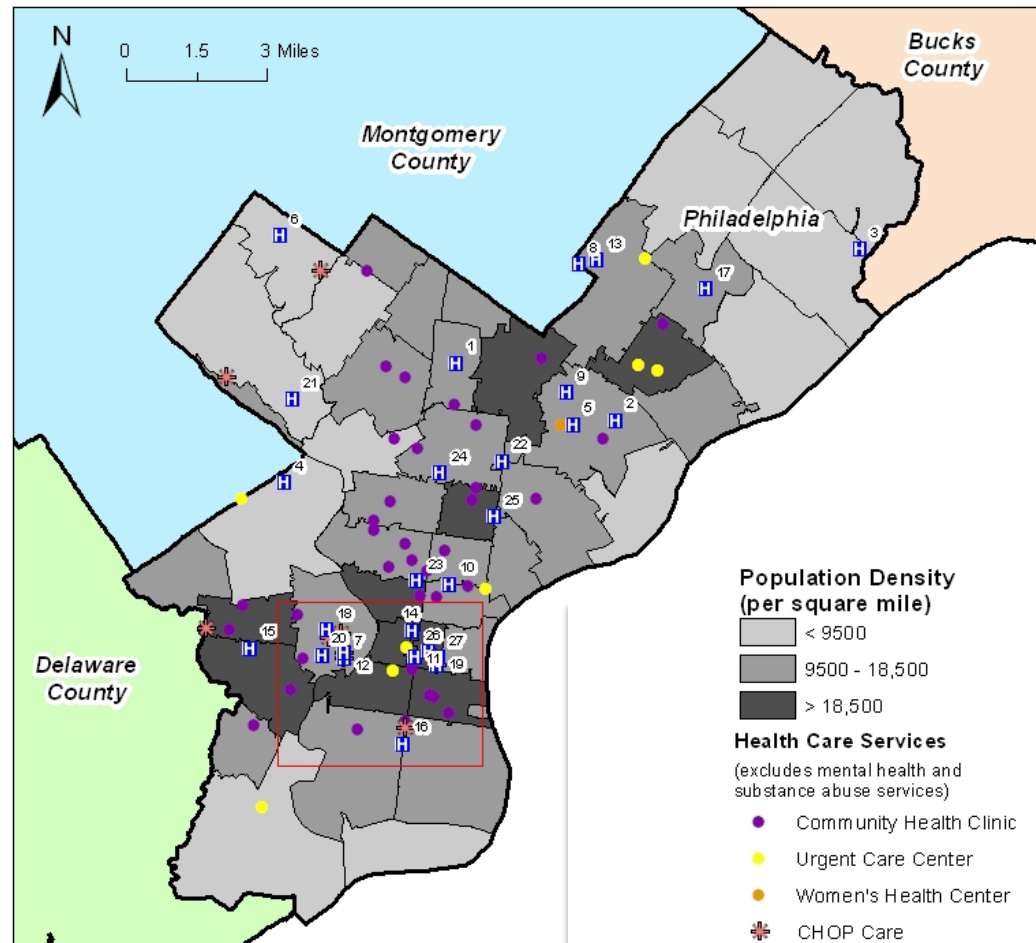 N
0 1.5 3 Miles
Bucks
County
Montgomery
County
Philadelphia
6
3
8 13
17
1
9
21
5 2
22
4
24
25
23 10
18
14
15
20 7
26 27
12
11 19
16
Delaware
County
Population Density
(per square mile)
< 9500
9500 - 18,500
> 18,500
Health Care Services
(excludes mental health and
substance abuse services)
Community Health Clinic
Urgent Care Center
Women's Health Center
CHOP Care
H